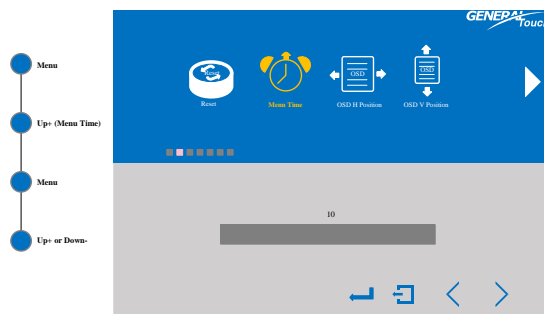 GENERAL
Touch
Menu
Up+ (Menu Time)
Menu
Up+ or Down-
Reset
OSD
OSD
Reset
Menu Time
OSD H Position
OSD V Position
10